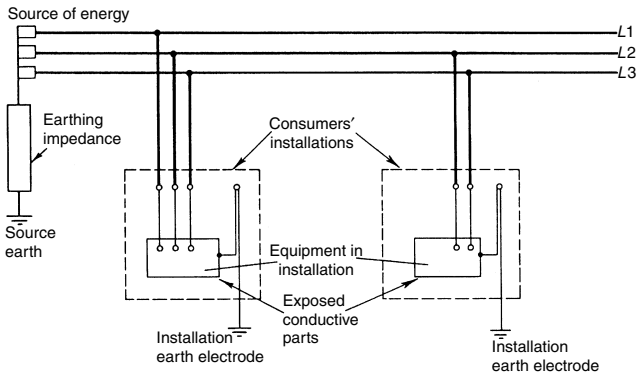 Source of energy
L1
L2
L3
Earthing
impedance
Consumers'
installations
Source
earth
Equipment in
installation
Exposed
conductive
parts
Installation
earth electrode
Installation
earth electrode